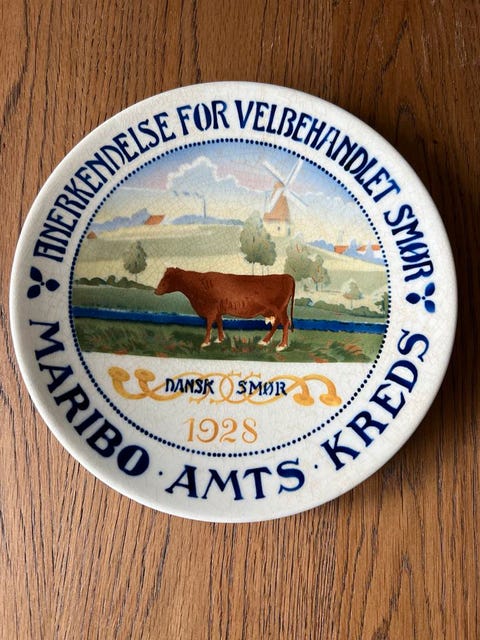 ANERKENDELSE FOR VELBEHANDLET SMØR
DANSK SMØR
1928
MARIBO · AMTS · KREDS